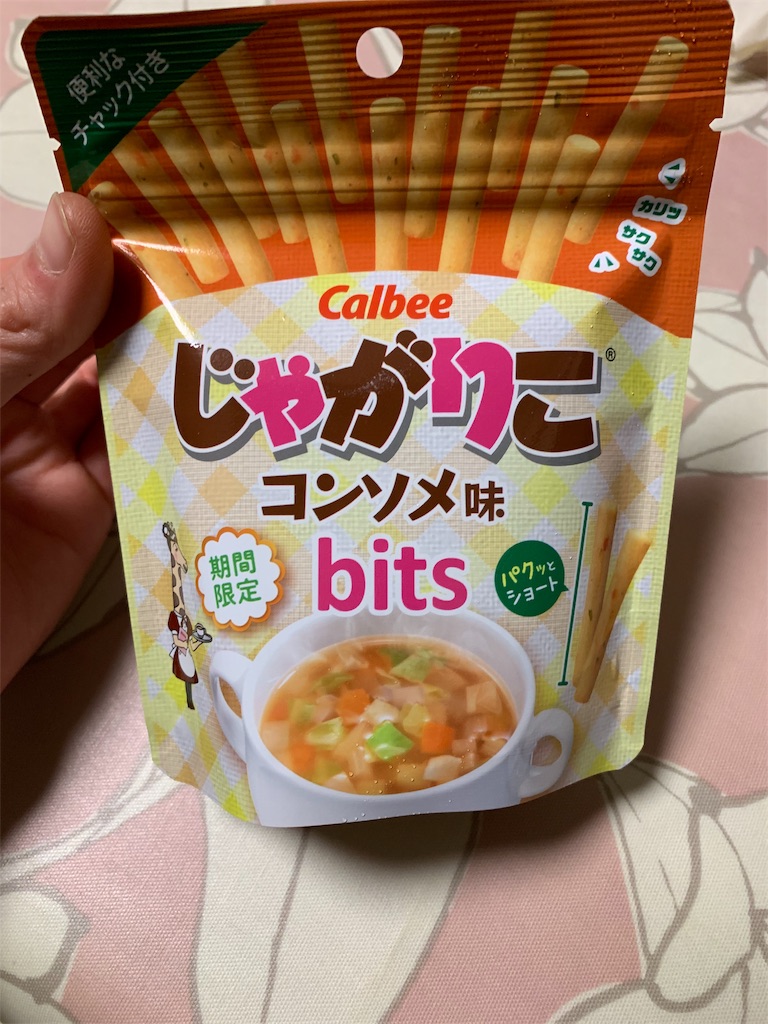 便利な
チャック付き
カリッ
サク
サク
Calbee
じゃがりこ®
コンソメ味
bits
期間
限定
パクッと
ショート